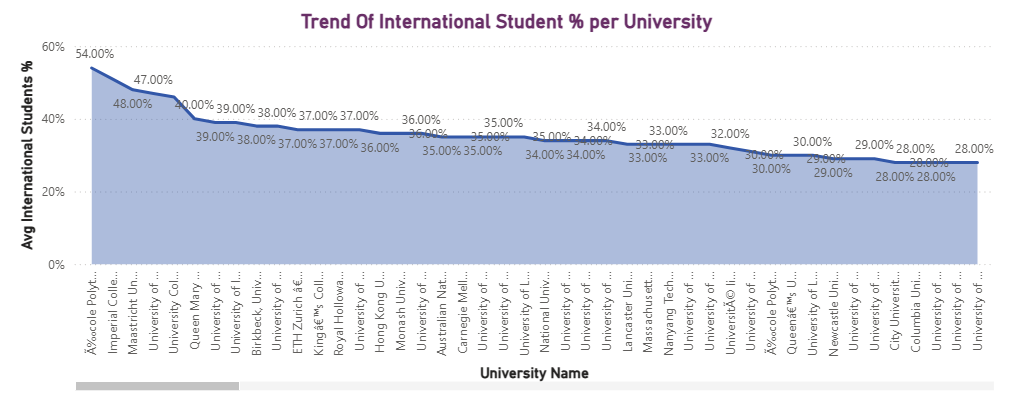 Trend Of International Student % per University
Avg International Students %
60%
40%
20%
0%
54.00%
48.00%
47.00%
40.00%
39.00%
39.00%
38.00%
38.00%
37.00%
37.00%
37.00%
37.00%
36.00%
36.00%
36.00%
35.00%
35.00%
35.00%
35.00%
34.00%
35.00%
34.00%
34.00%
34.00%
33.00%
33.00%
33.00%
33.00%
32.00%
30.00%
30.00%
30.00%
29.00%
29.00%
29.00%
28.00%
28.00%
28.00%
28.00%
28.00%
Ã‰cole Polyt...
Imperial Colle...
Maastricht Un...
University of ...
University Col...
Queen Mary...
University of ...
University of l...
Birkbeck, Univ...
University of ...
ETH Zurich â€...
Kingâ€™s Coll...
Royal Hollowa...
University of ...
Hong Kong U...
Monash Univ...
University of ...
Australian Nat...
Carnegie Mell...
University of ...
University of ...
University of L...
National Univ...
University of ...
University of ...
University of ...
Lancaster Uni...
Massachusett...
Nanyang Tech...
University of ...
University of ...
UniversitÃ© li...
University of ...
Ã‰cole Polyt...
Queenâ€™s U...
University of L...
Newcastle Uni...
University of ...
University of ...
City Universit...
Columbia Uni...
University of ...
University of ...
University of...
University Name